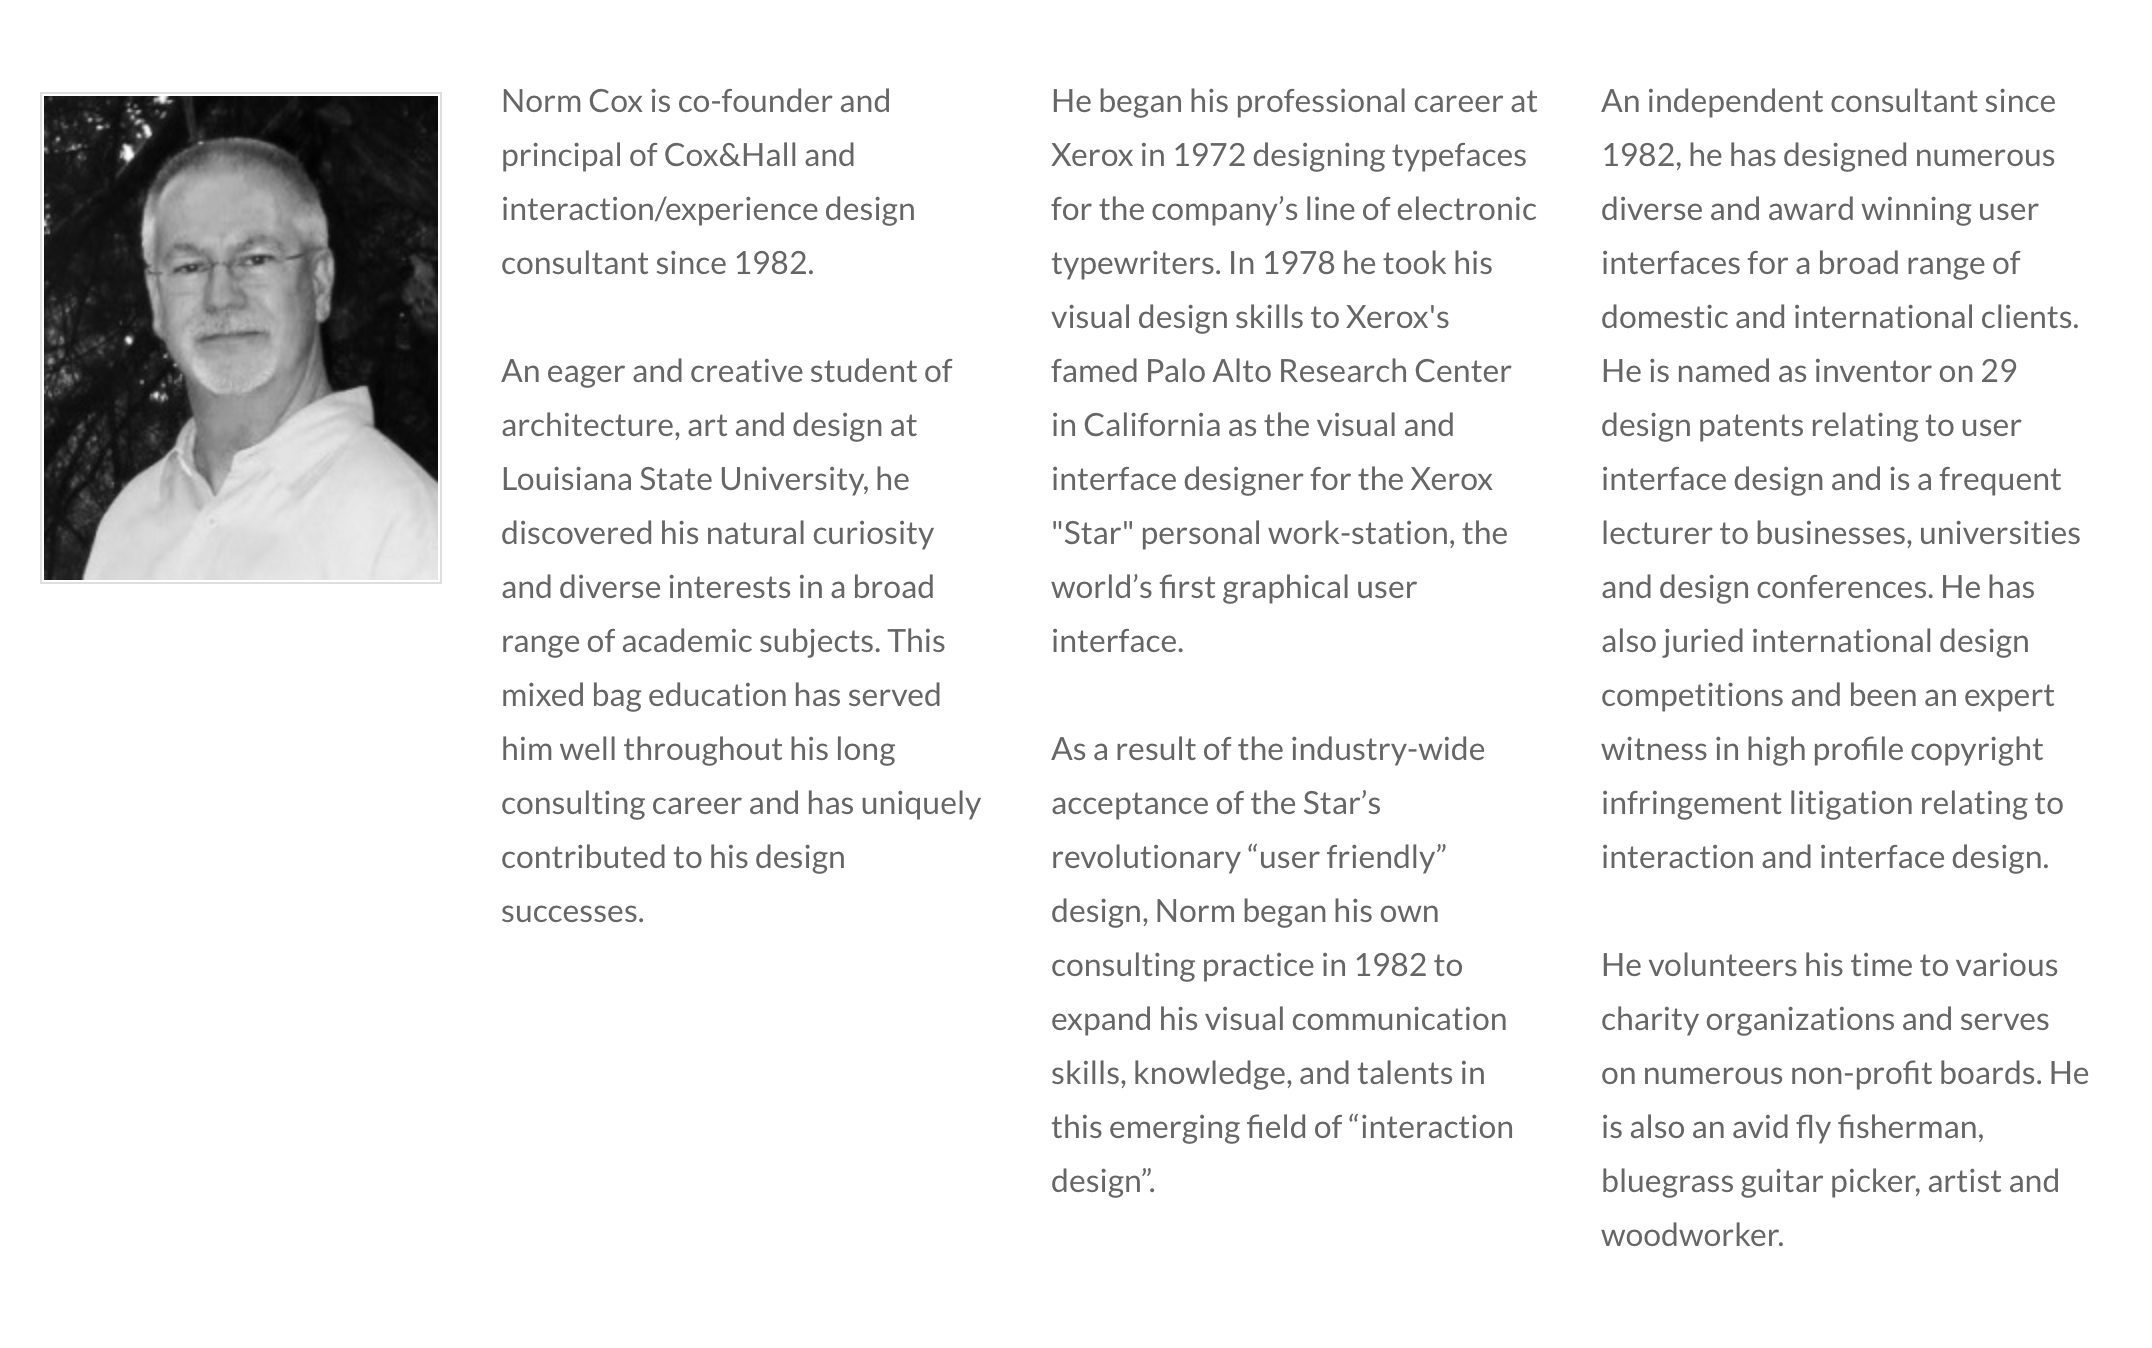 Norm Cox is co-founder and
principal of Cox&Hall and
interaction/experience design
consultant since 1982.
An eager and creative student of
architecture, art and design at
Louisiana State University, he
discovered his natural curiosity
and diverse interests in a broad
range of academic subjects. This
mixed bag education has served
him well throughout his long
consulting career and has uniquely
contributed to his design
successes.
He began his professional career at
Xerox in 1972 designing typefaces
for the company’s line of electronic
typewriters. In 1978 he took his
visual design skills to Xerox's
famed Palo Alto Research Center
in California as the visual and
interface designer for the Xerox
"Star" personal work-station, the
world’s first graphical user
interface.
As a result of the industry-wide
acceptance of the Star’s
revolutionary “user friendly”
design, Norm began his own
consulting practice in 1982 to
expand his visual communication
skills, knowledge, and talents in
this emerging field of “interaction
design”.
An independent consultant since
1982, he has designed numerous
diverse and award winning user
interfaces for a broad range of
domestic and international clients.
He is named as inventor on 29
design patents relating to user
interface design and is a frequent
lecturer to businesses, universities
and design conferences. He has
also juried international design
competitions and been an expert
witness in high profile copyright
infringement litigation relating to
interaction and interface design.
He volunteers his time to various
charity organizations and serves
on numerous non-profit boards. He
is also an avid fly fisherman,
bluegrass guitar picker, artist and
woodworker.